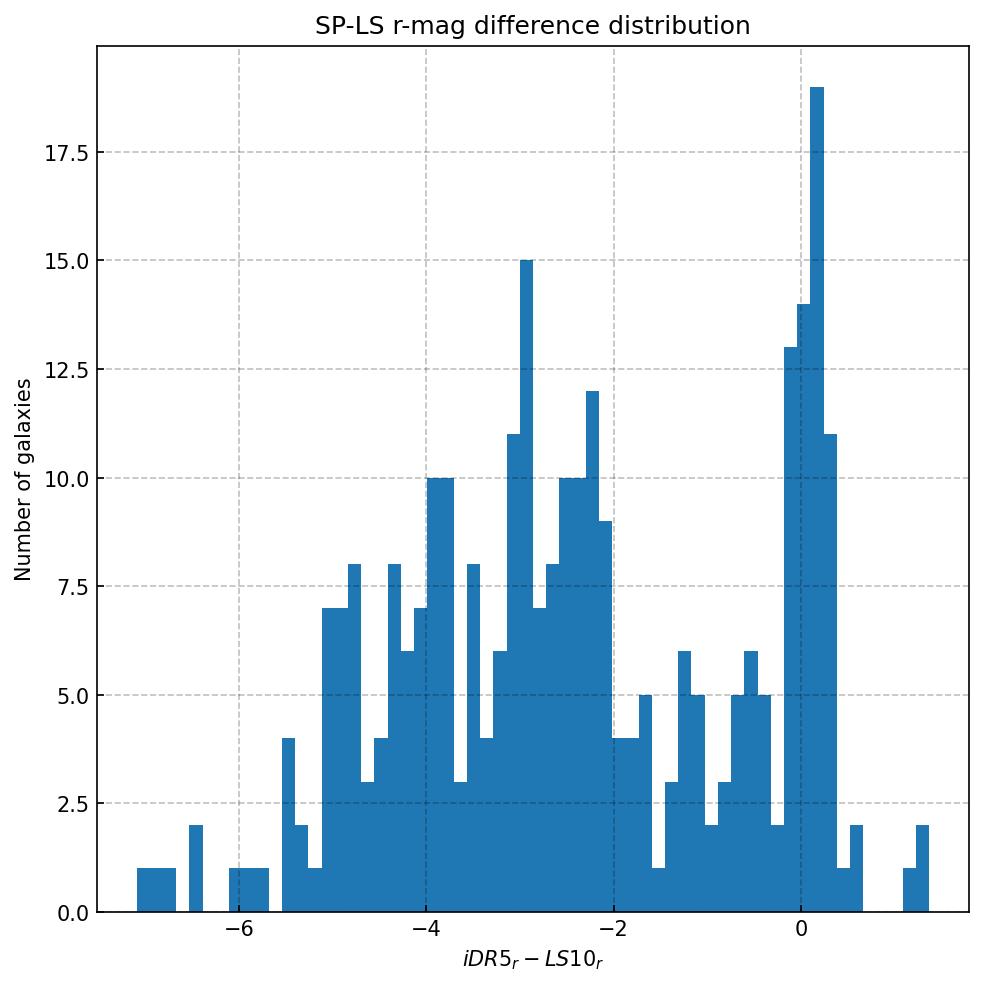 SP-LS r-mag difference distribution
Number of galaxies
17.5
15.0
12.5
10.0
7.5
5.0
2.5
0.0
−6 −4 −2 0
iDR5r − LS10r